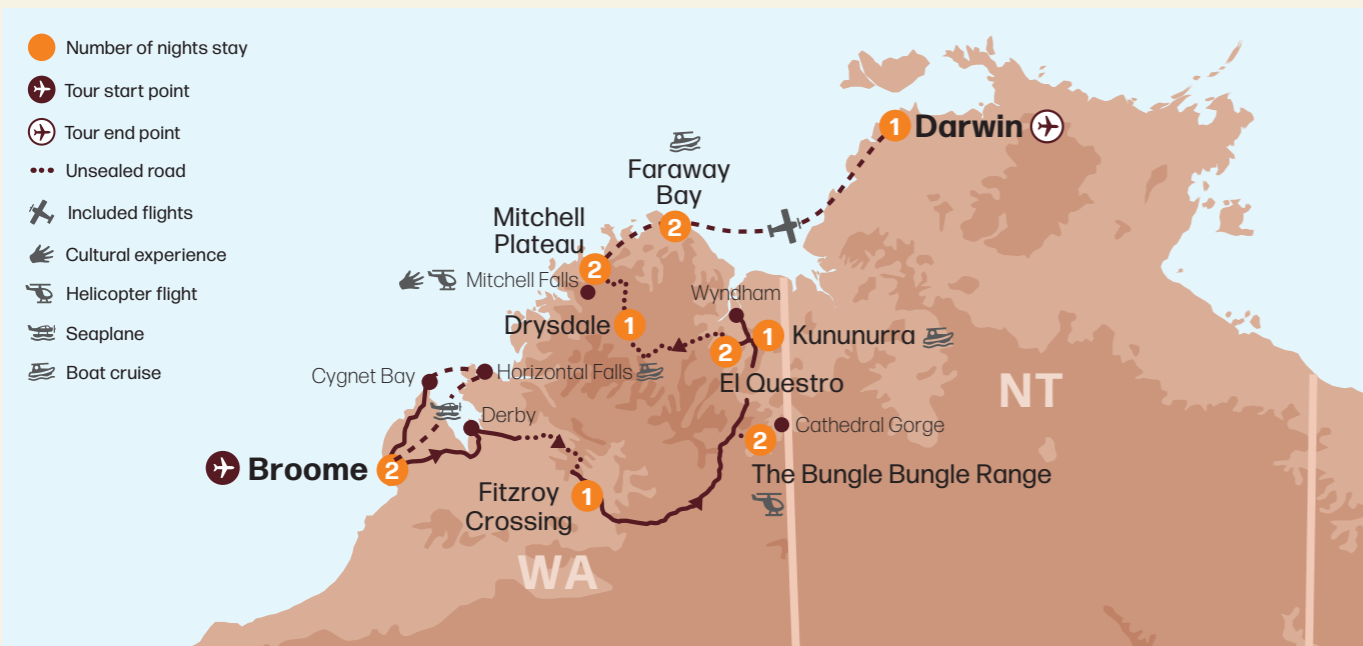 Number of nights stay
Tour start point
Tour end point
Unsealed road
Included flights
Cultural experience
Helicopter flight
Seaplane
Boat cruise
1 Darwin
Faraway
Bay
2
Mitchell
Plateau
2
Mitchell Falls
Wyndham
Drysdale 1
1 Kununurra
2
El Questro
Cygnet Bay
Horizontal Falls
NT
Derby
Cathedral Gorge
2
The Bungle Bungle Range
Broome 2
Fitzroy
Crossing
1
WA